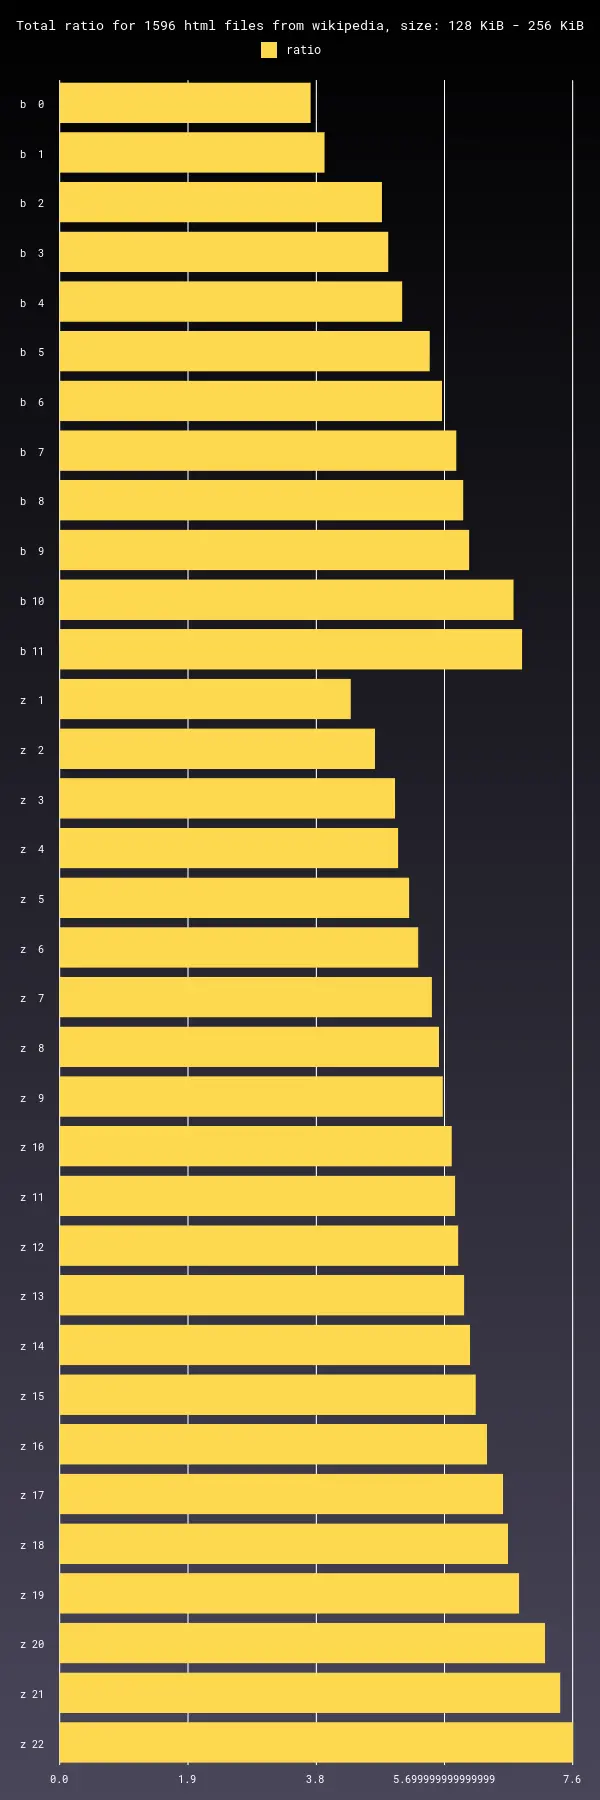 Total ratio for 1596 html files from wikipedia, size: 128 KiB - 256 KiB
ratio
b 0
b 1
b 2
b 3
b 4
b 5
b 6
b 7
b 8
b 9
b 10
b 11
z 1
z 2
z 3
z 4
z 5
z 6
z 7
z 8
z 9
z 10
z 11
z 12
z 13
z 14
z 15
z 16
z 17
z 18
z 19
z 20
z 21
z 22
0.0 1.9 3.8 5.699999999999999 7.6